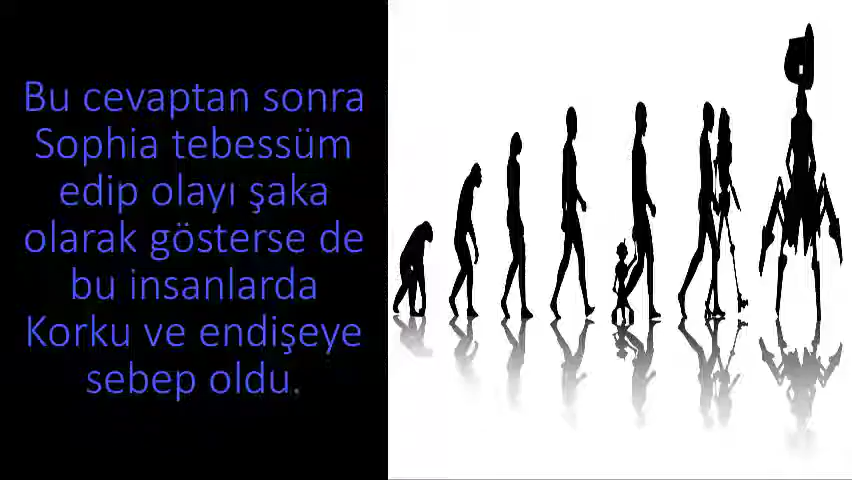 Bu cevaptan sonra
Sophia tebessüm
edip olayı şaka
olarak gösterse de
bu insanlarda
Korku ve endişeye
sebep oldu.